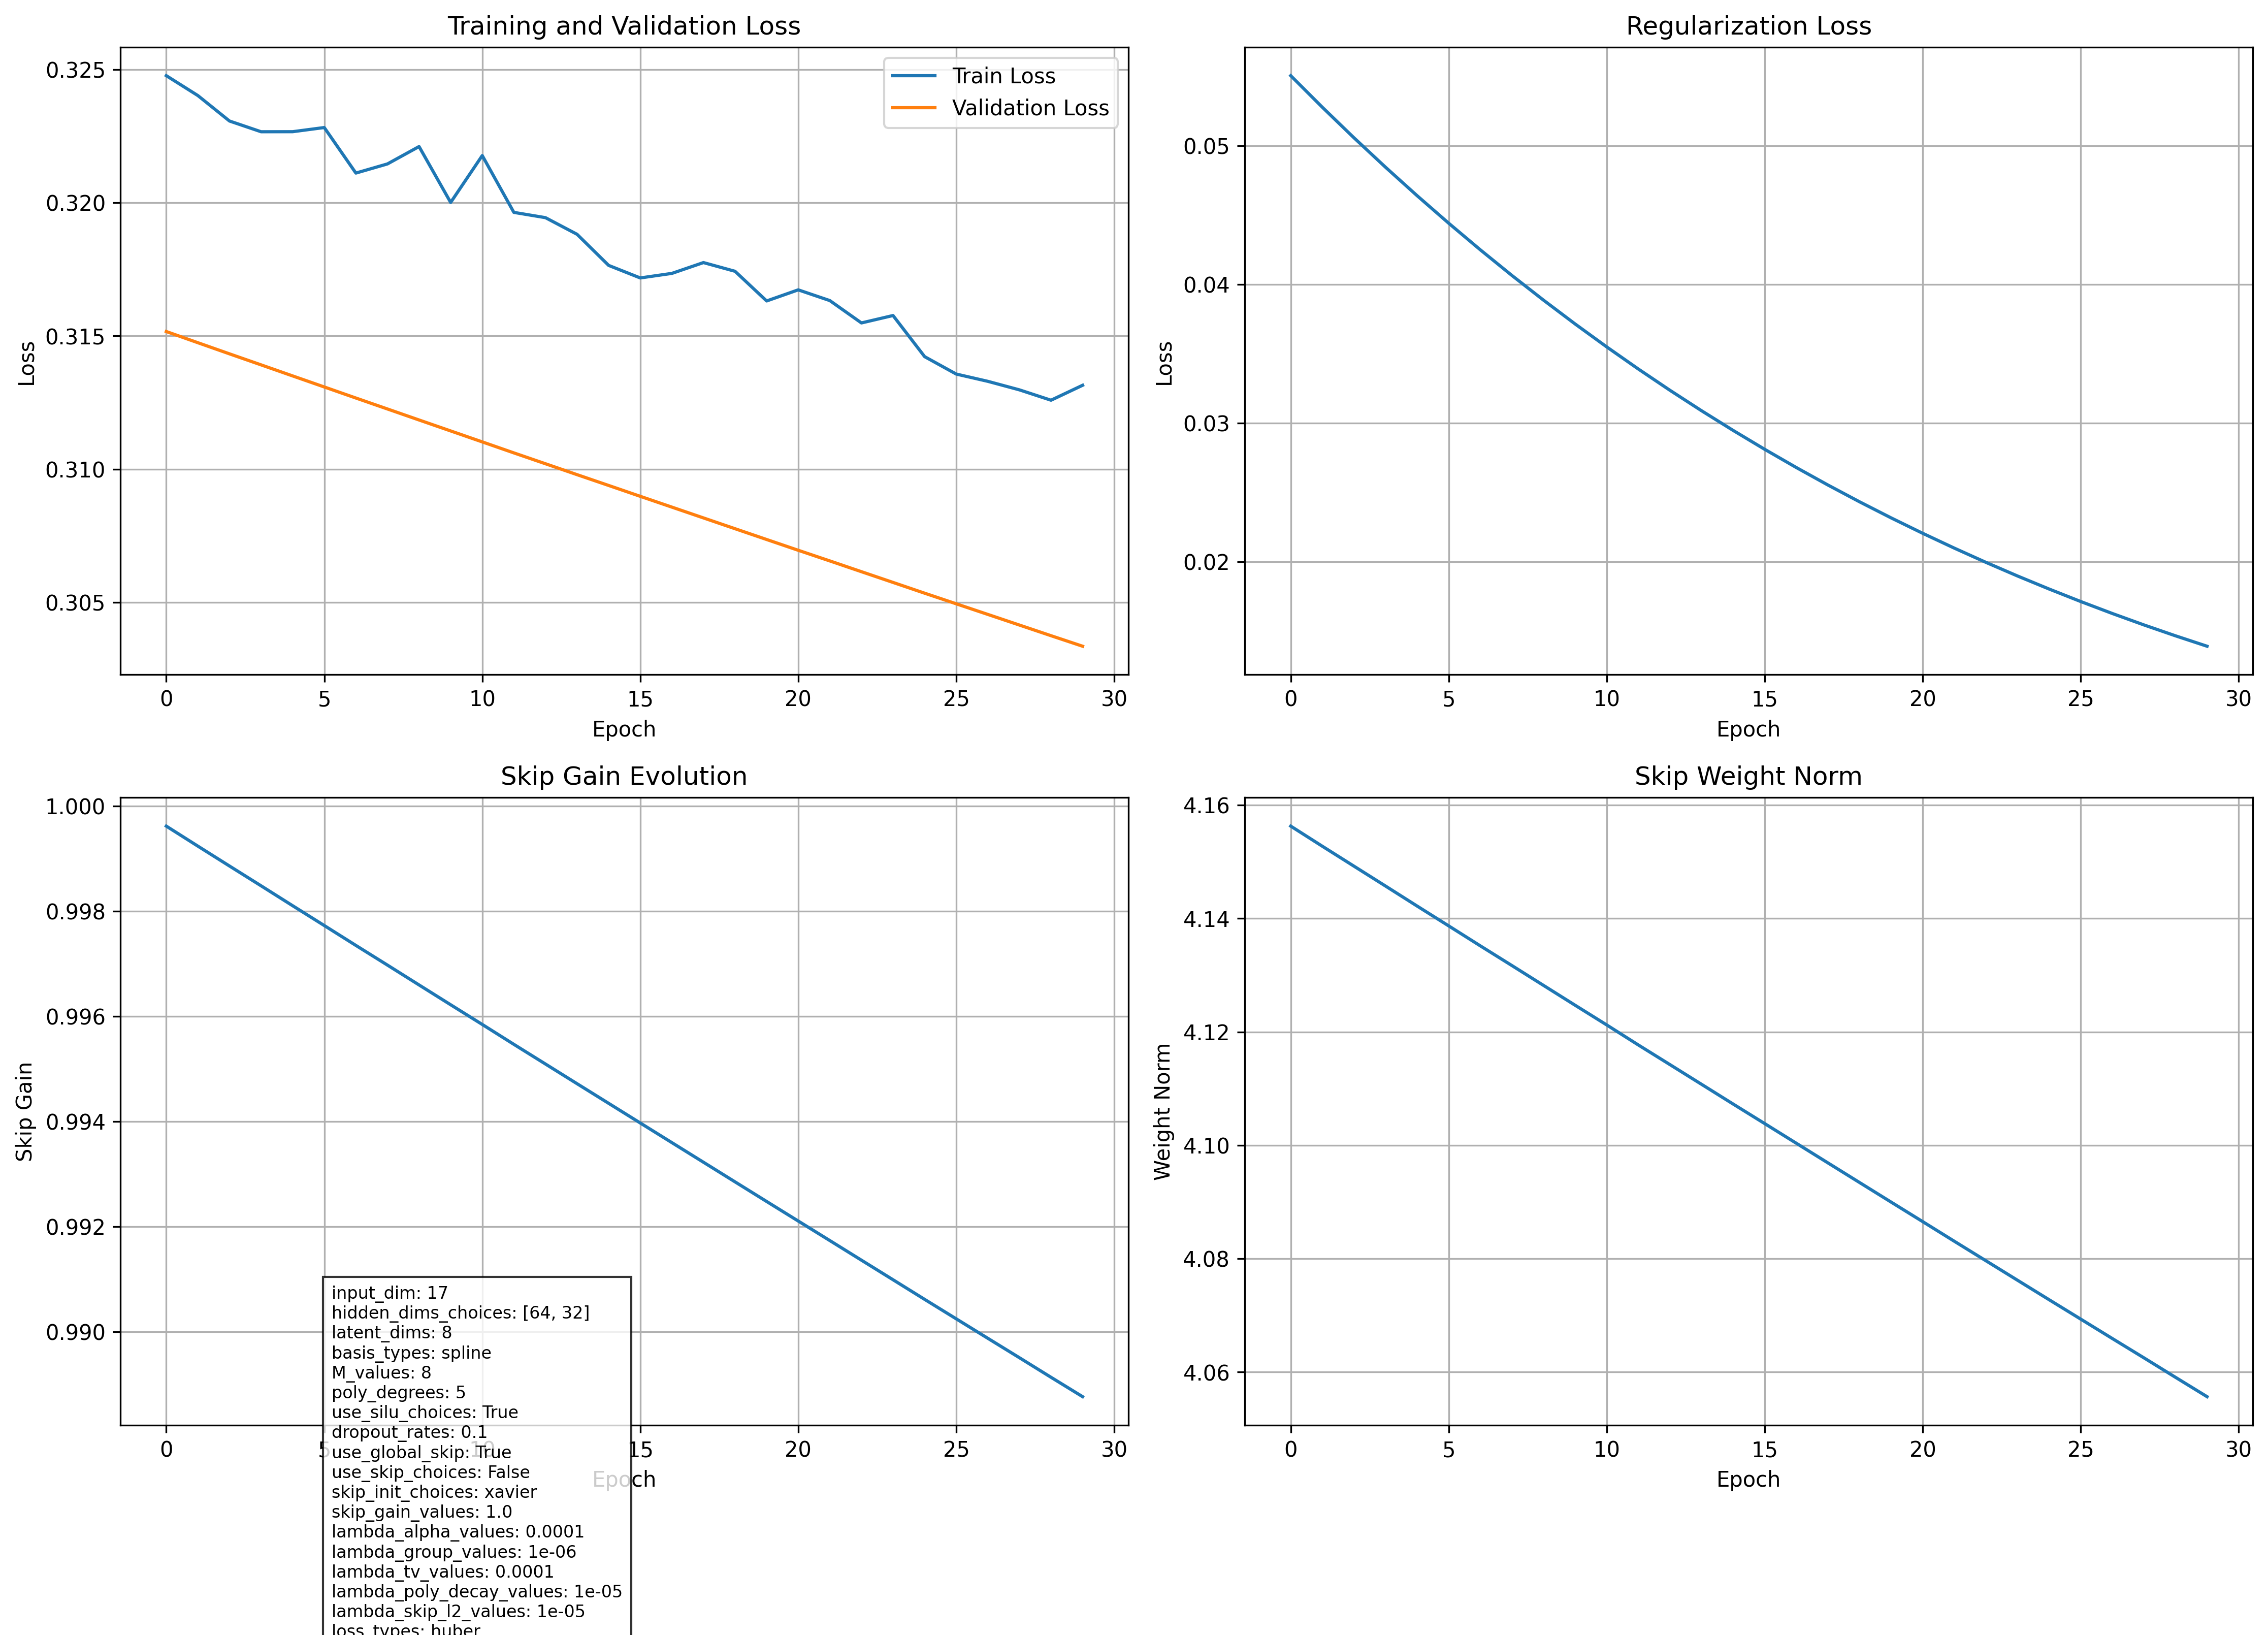 Training and Validation Loss
0.325
0.320
0.315
0.310
0.305
Loss
Train Loss
Validation Loss
0 5 10 15 20 25 30
Epoch
Regularization Loss
0.05
0.04
0.03
0.02
Loss
0 5 10 15 20 25 30
Epoch
Skip Gain Evolution
1.000
0.998
0.996
0.994
0.992
0.990
Skip Gain
0 5 10 15 20 25 30
Epoch
input_dim: 17
hidden_dims_choices: [64, 32]
latent_dims: 8
basis_types: spline
M_values: 8
poly_degrees: 5
use_silu_choices: True
dropout_rates: 0.1
use_global_skip: True
use_skip_choices: False
skip_init_choices: xavier
skip_gain_values: 1.0
lambda_alpha_values: 0.0001
lambda_group_values: 1e-06
lambda_tv_values: 0.0001
lambda_poly_decay_values: 1e-05
lambda_skip_l2_values: 1e-05
loss_types: huber
Skip Weight Norm
4.16
4.14
4.12
4.10
4.08
4.06
Weight Norm
0 5 10 15 20 25 30
Epoch